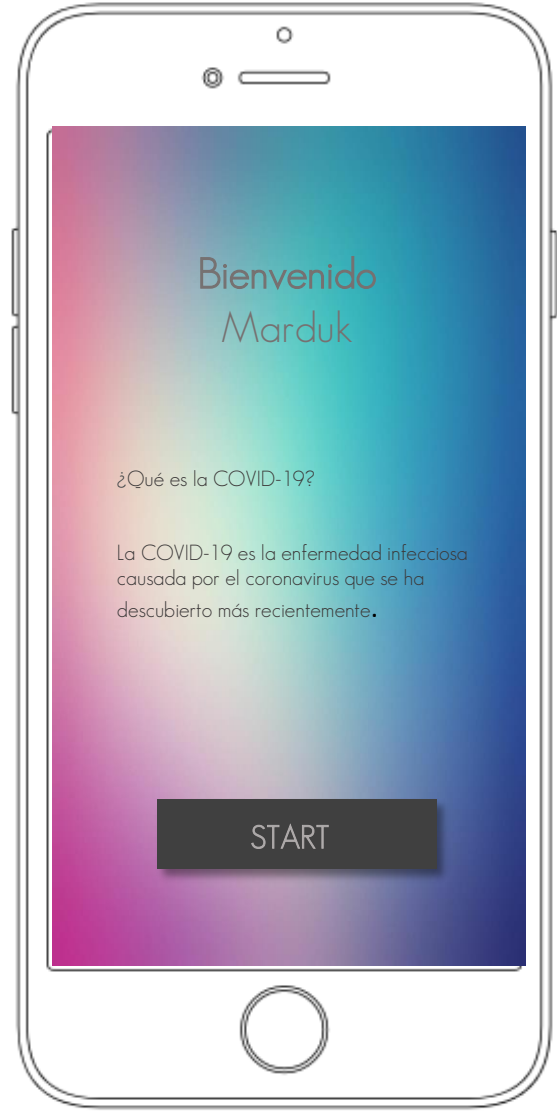 Bienvenido
Marduk
¿Qué es la COVID-19?
La COVID-19 es la enfermedad infecciosa
causada por el coronavirus que se ha
descubierto más recientemente.
START